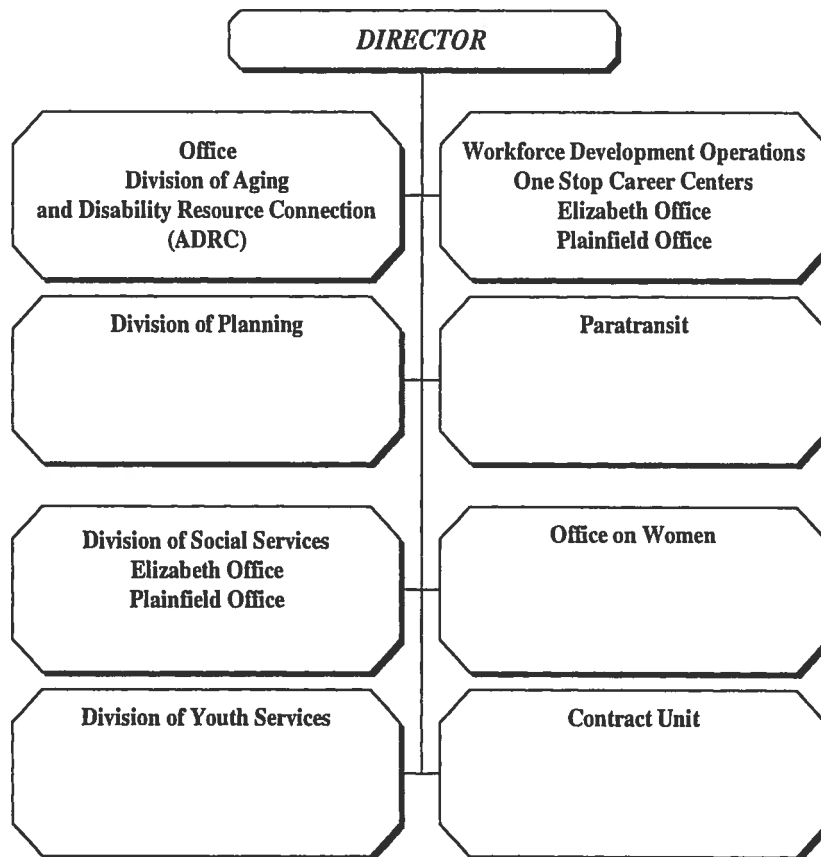 DIRECTOR
Office
Division of Aging
and Disability Resource Connection
(ADRC)
Workforce Development Operations
One Stop Career Centers
Elizabeth Office
Plainfield Office
Division of Planning
Paratransit
Division of Social Services
Elizabeth Office
Plainfield Office
Office on Women
Division of Youth Services
Contract Unit